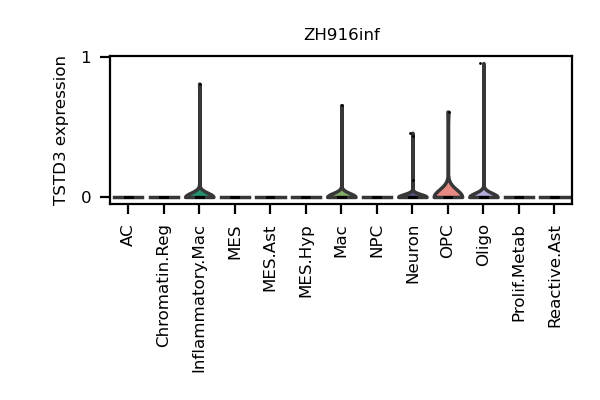 ZH916inf
TSTD3 expression
1
0
AC
Chromatin.Reg
Inflammatory.Mac
MES
MES.Ast
MES.Hyp
Mac
NPC
Neuron
OPC
Oligo
Prolif.Metab
Reactive.Ast